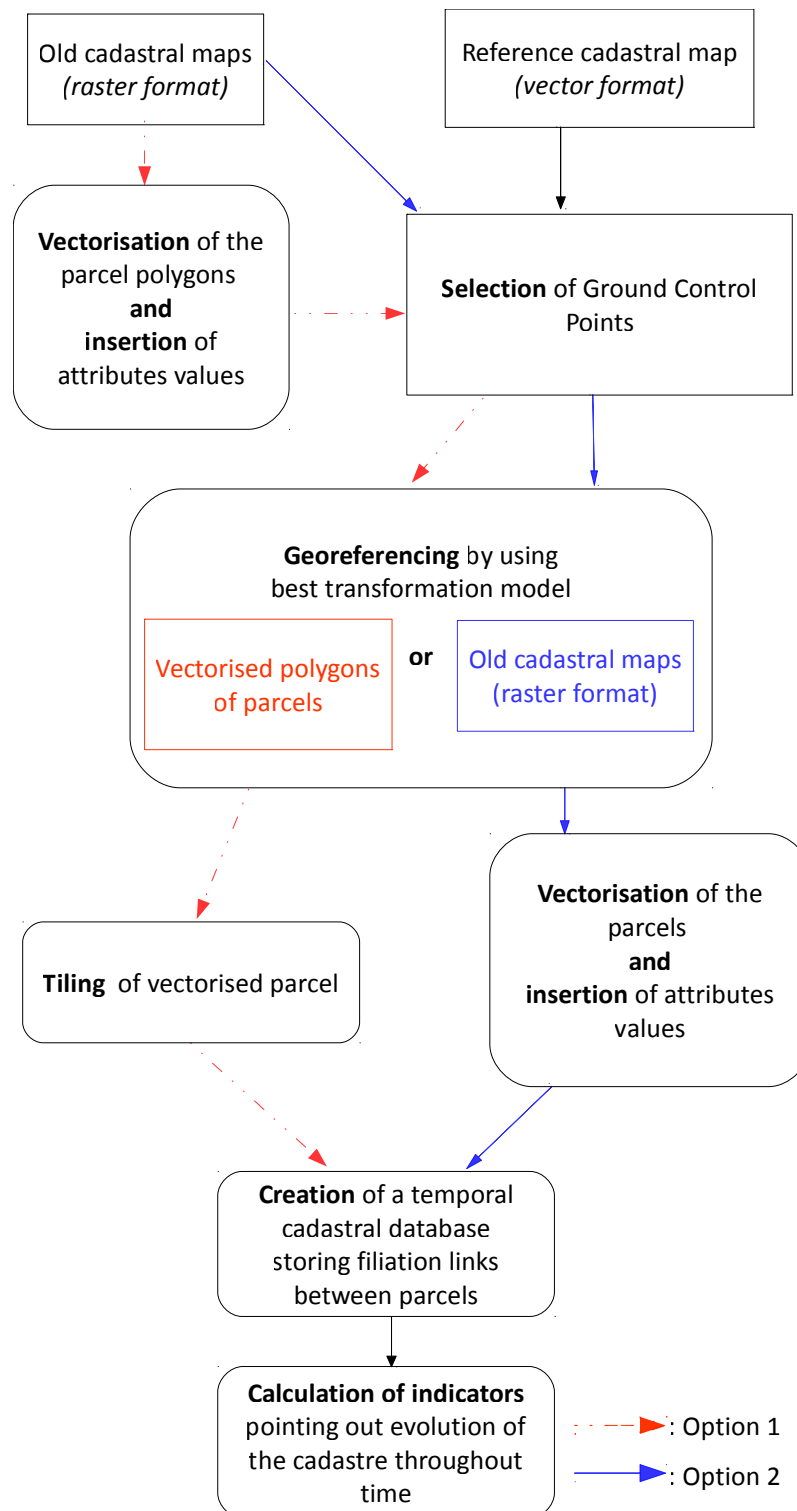 Old cadastral maps
(raster format)
Reference cadastral map
(vector format)
Vectorisation of the
parcel polygons
and
insertion of
attributes values
Selection of Ground Control
Points
Georeferencing by using
best transformation model
Vectorised polygons
of parcels
or
Old cadastral maps
(raster format)
Tiling of vectorised parcel
Vectorisation of the
parcels
and
insertion of attributes
values
Creation of a temporal
cadastral database
storing filiation links
between parcels
Calculation of indicators
pointing out evolution of
the cadastre throughout
time
: Option 1
: Option 2